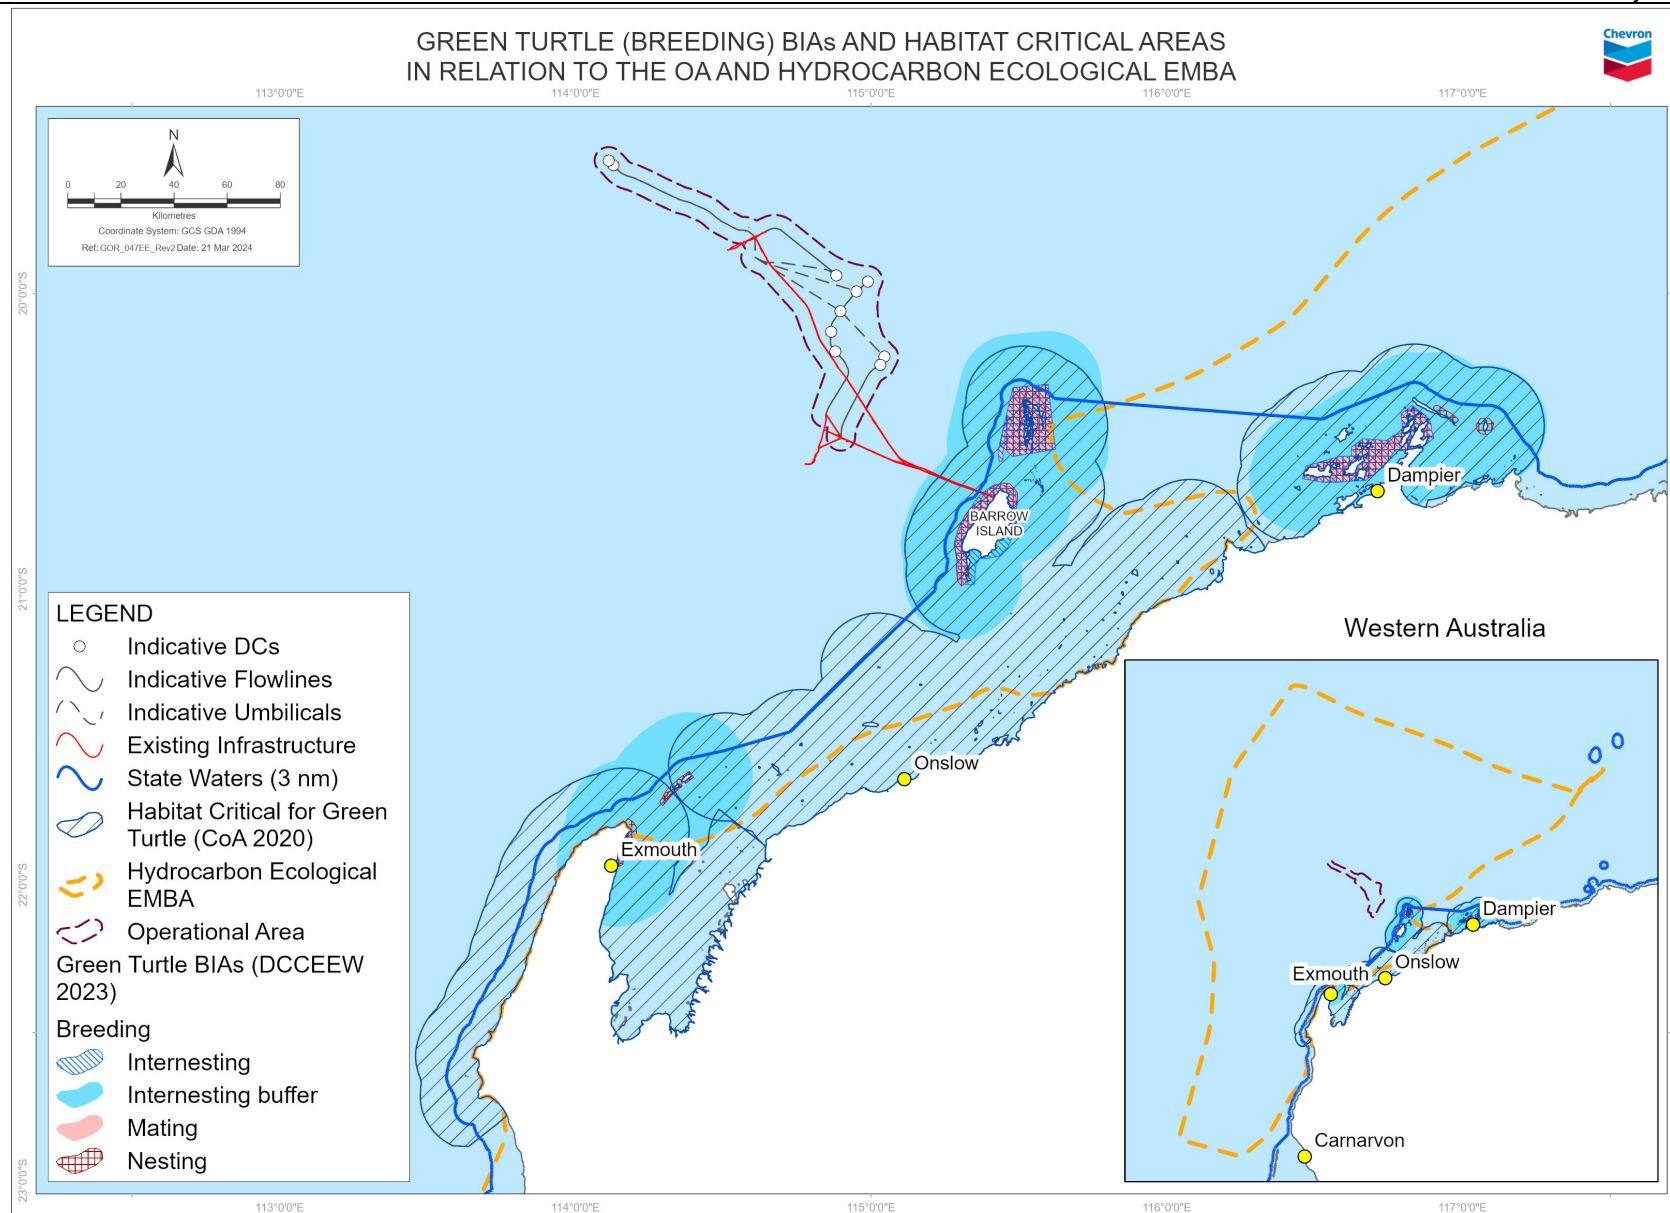 GREEN TURTLE (BREEDING) BIAs AND HABITAT CRITICAL AREAS
IN RELATION TO THE OA AND HYDROCARBON ECOLOGICAL EMBA
Chevron
113°0'0"E
114°0'0"E
115°0'0"E
116°0'0"E
117°0'0"E
N
0 20 40 60 80
Kilometres
Coordinate System: GCS GDA 1994
Ref: GOR_047EE_Rev2 Date: 21 Mar 2024
20°0'0"S
21°0'0"S
22°0'0"S
23°0'0"S
BARROW
ISLAND
Dampier
Western Australia
Onslow
Exmouth
LEGEND
Indicative DCs
Indicative Flowlines
Indicative Umbilicals
Existing Infrastructure
State Waters (3 nm)
Habitat Critical for Green
Turtle (CoA 2020)
Hydrocarbon Ecological
EMBA
Operational Area
Green Turtle BIAs (DCCEEW
2023)
Breeding
Internesting
Internesting buffer
Mating
Nesting
Dampier
Onslow
Exmouth
Carnarvon
113°0'0"E
114°0'0"E
115°0'0"E
116°0'0"E
117°0'0"E